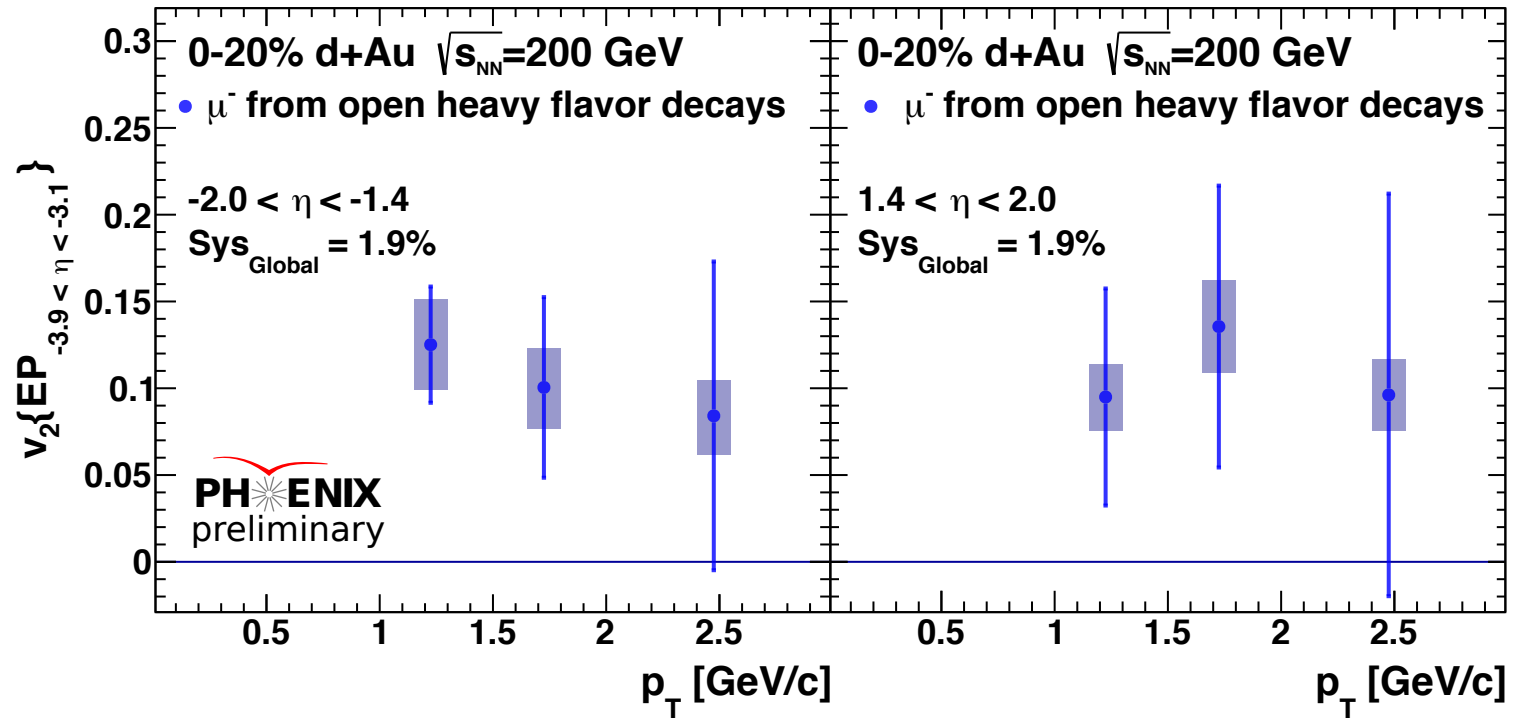 v2{EP-3.9 < η < -3.1}
0.3
0.25
0.2
0.15
0.1
0.05
0
0-20% d+Au √sNN=200 GeV
μ- from open heavy flavor decays
-2.0 < η < -1.4
SysGlobal = 1.9%
PHENIX
preliminary
0.5 1 1.5 2 2.5
pT [GeV/c]
0-20% d+Au √sNN=200 GeV
μ- from open heavy flavor decays
1.4 < η < 2.0
SysGlobal = 1.9%
0.5 1 1.5 2 2.5
pT [GeV/c]